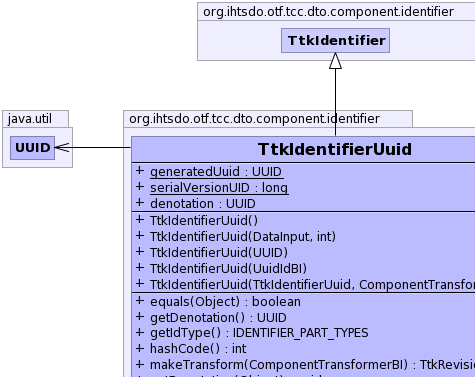 org.ihtsdo.otf.tcc.dto.component.identifier
TtkIdentifier
java.util
UUID
org.ihtsdo.otf.tcc.dto.component.identifier
TtkIdentifierUuid
+ generatedUuid : UUID
+ serialVersionUID : long
+ denotation : UUID
+ TtkIdentifierUuid()
+ TtkIdentifierUuid(DataInput, int)
+ TtkIdentifierUuid(UUID)
+ TtkIdentifierUuid(UuidIdBI)
+ TtkIdentifierUuid(TtkIdentifierUuid, ComponentTransform
+ equals(Object) : boolean
+ getDenotation() : UUID
+ getIdType() : IDENTIFIER_PART_TYPES
+ hashCode() : int
+ makeTransform(ComponentTransformerBI) : TtkRevisi